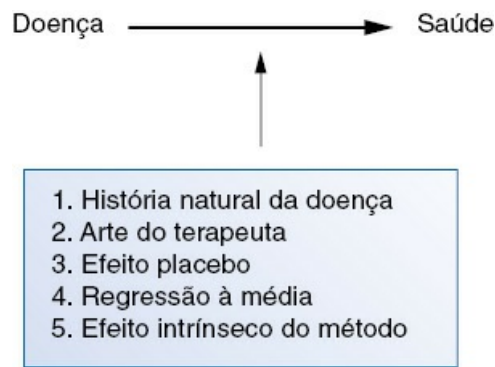 Doença Saúde
1. História natural da doença
2. Arte do terapeuta
3. Efeito placebo
4. Regressão à média
5. Efeito intrínseco do método